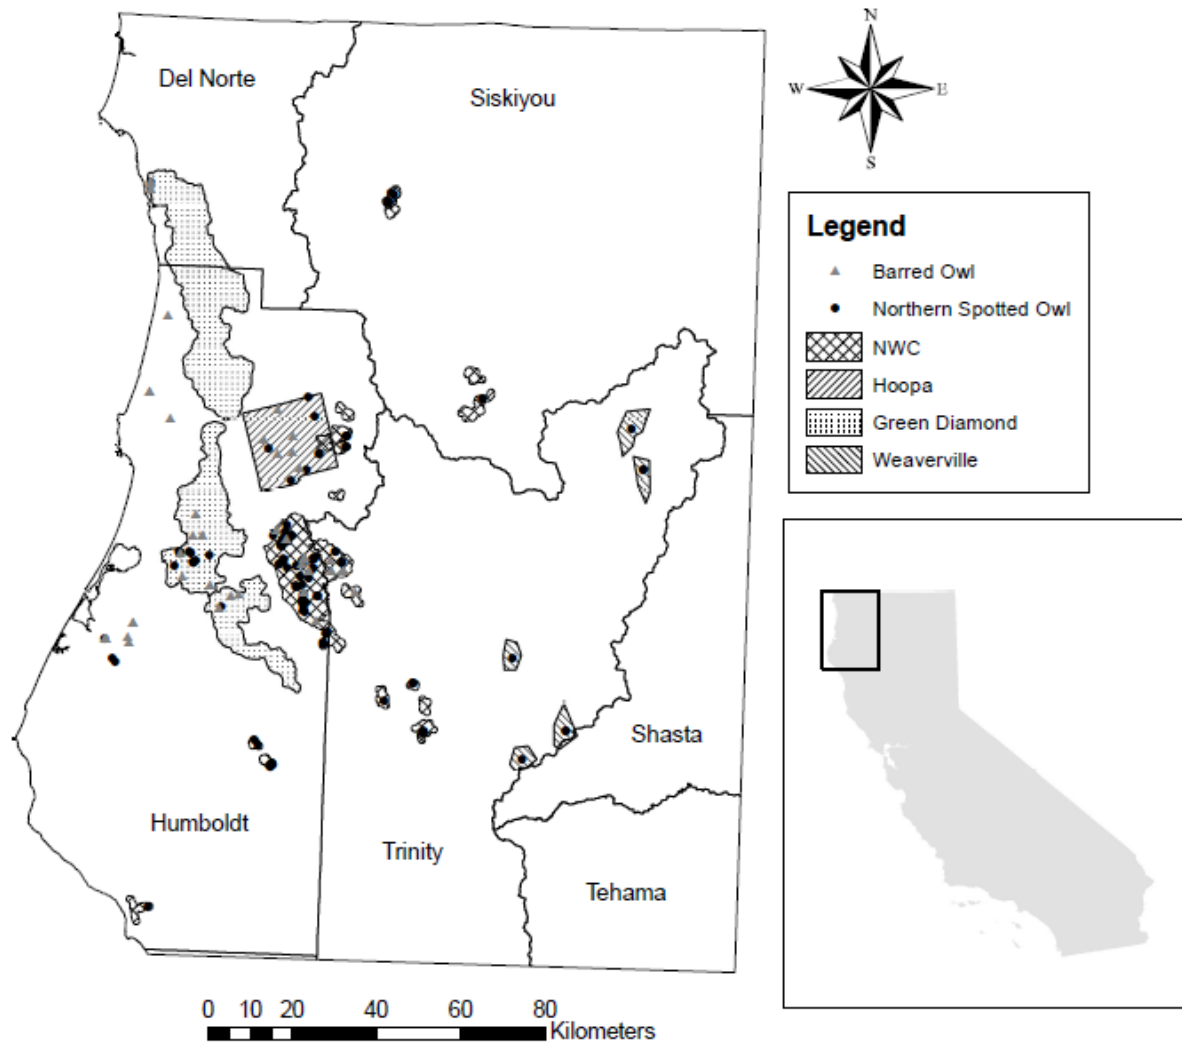 N
W
E
S
Del Norte
Siskiyou
Legend
Barred Owl
Northern Spotted Owl
NWC
Hoopa
Green Diamond
Weaverville
Shasta
Humboldt
Trinity
Tehama
0 10 20 40 60 80
Kilometers